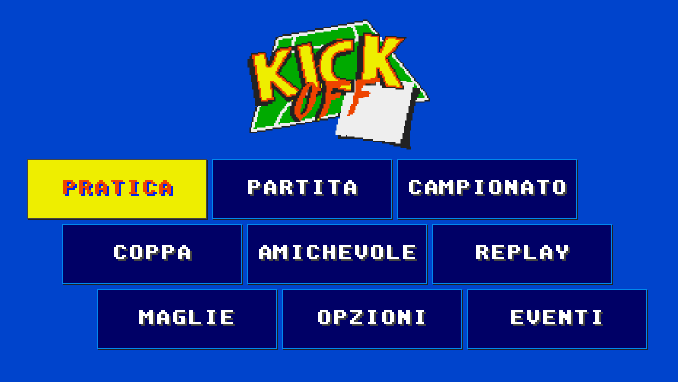 KICK
OFF
PRATICA PARTITA CAMPIONATO
COPPA AMICHEVOLE REPLAY
MAGLIE OPZIONI EVENTI